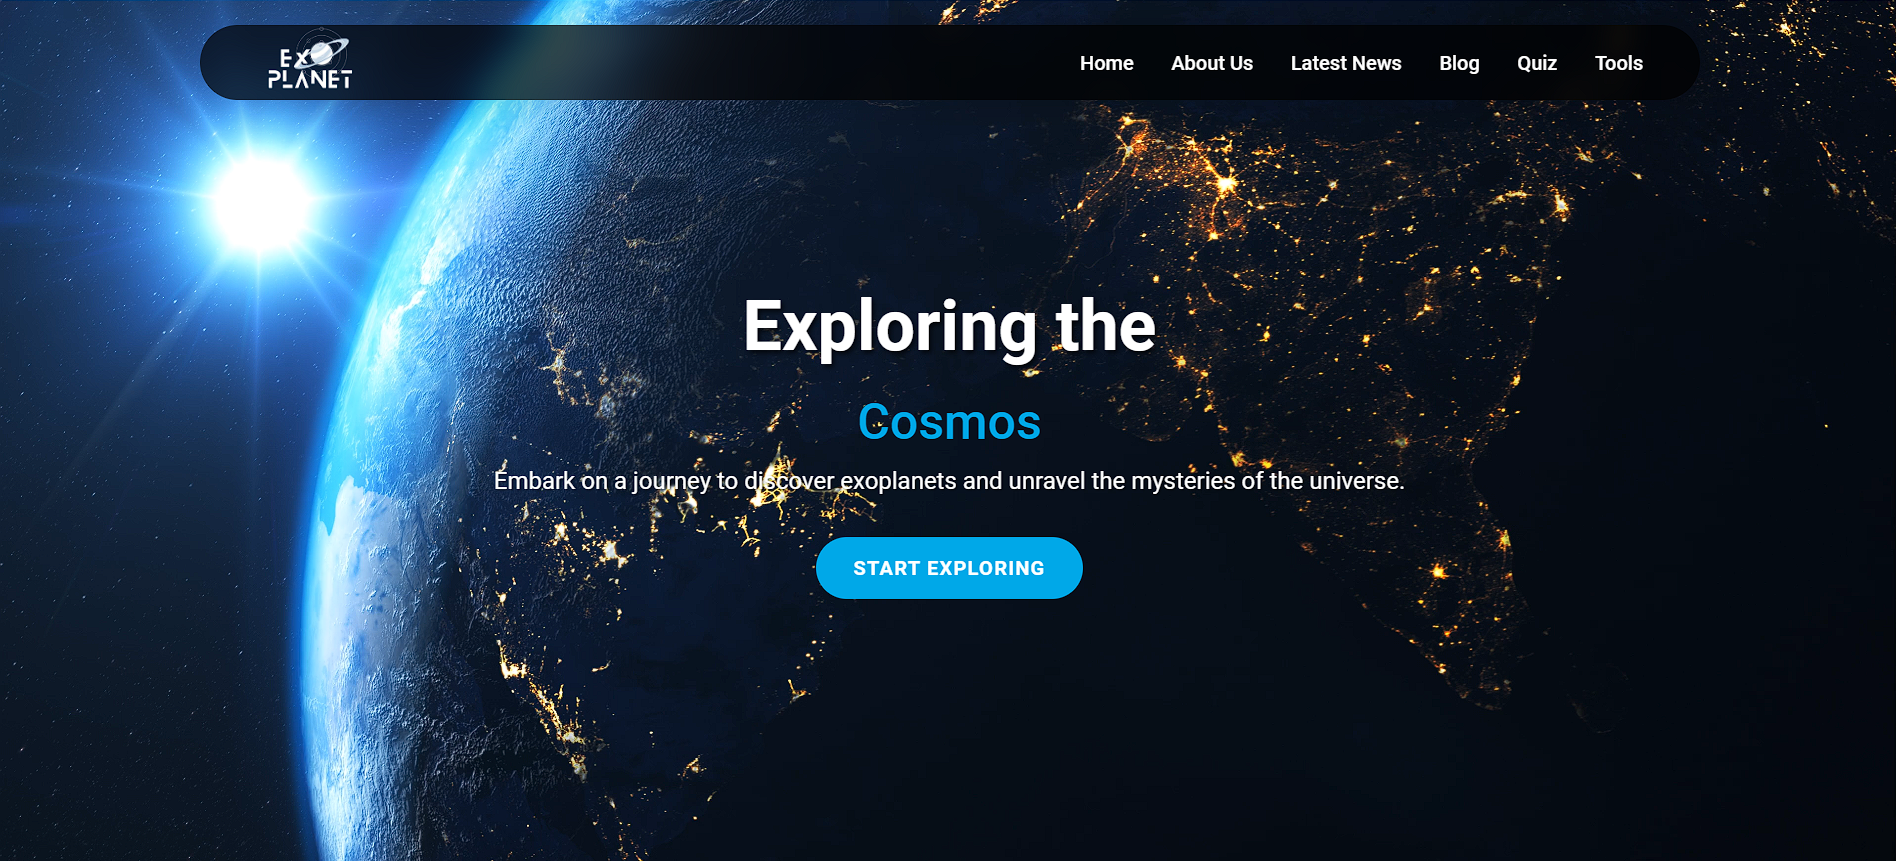 EXO
PLANET
Home About Us Latest News Blog Quiz Tools
Exploring the
Cosmos
Embark on a journey to discover exoplanets and unravel the mysteries of the universe.
START EXPLORING